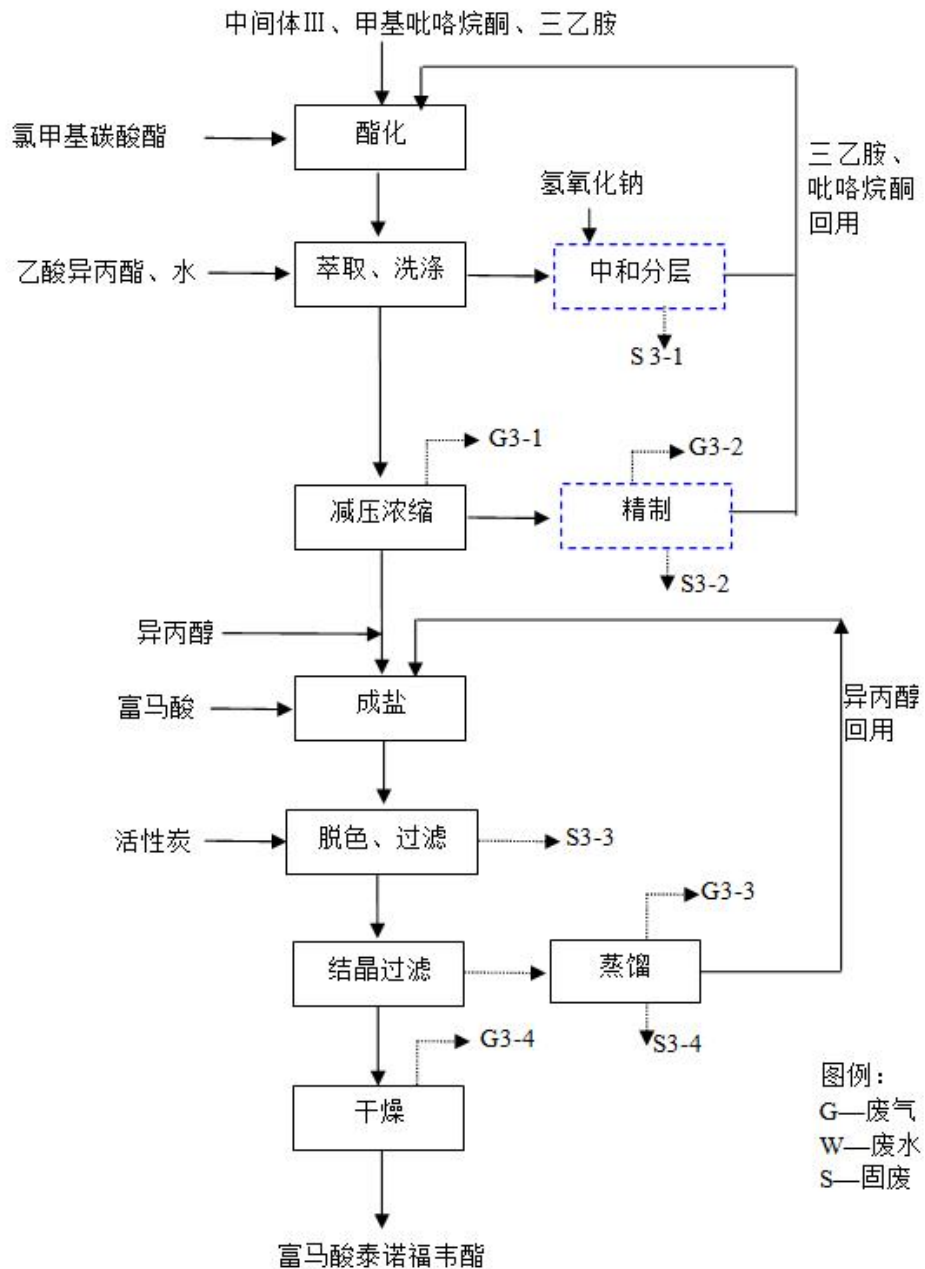 中间体Ⅲ、甲基吡咯烷酮、三乙胺
氯甲基碳酸酯
酯化
三乙胺、
吡咯烷酮
回用
氢氧化钠
乙酸异丙酯、水
萃取、洗涤
中和分层
S 3-1
G3-1
G3-2
减压浓缩
精制
S3-2
异丙醇
富马酸
成盐
异丙醇
回用
活性炭
脱色、过滤
S3-3
G3-3
结晶过滤
蒸馏
G3-4
S3-4
干燥
图例：
G—废气
W—废水
S—固废
富马酸泰诺福韦酯